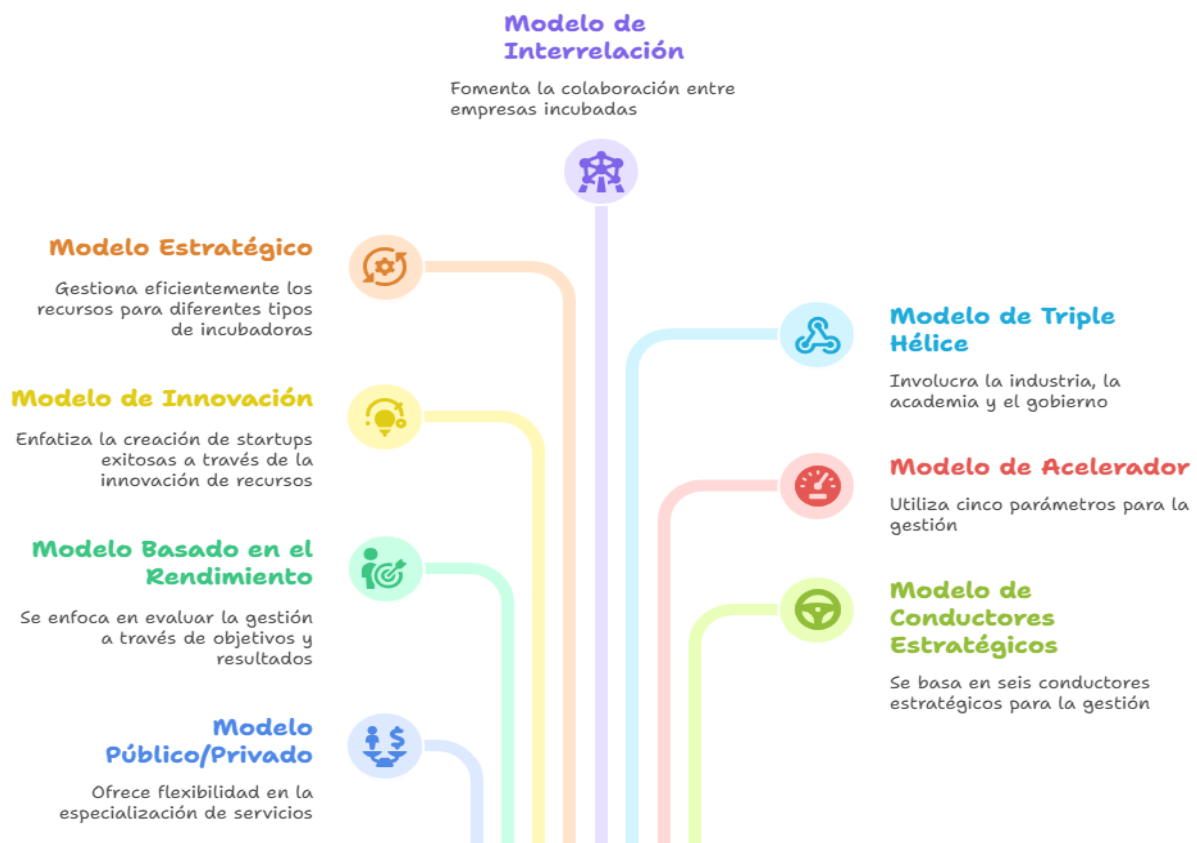 Modelo de
Interrelación
Fomenta la colaboración entre
empresas incubadas
Modelo Estratégico
Gestiona eficientemente los
recursos para diferentes tipos
de incubadoras
Modelo de Triple
Hélice
Involucra la industria, la
academia y el gobierno
Modelo de Innovación
Enfatiza la creación de startups
exitosas a través de la
innovación de recursos
Modelo de Acelerador
Utiliza cinco parámetros para la
gestión
Modelo Basado en el
Rendimiento
Se enfoca en evaluar la gestión
a través de objetivos y
resultados
Modelo de
Conductores
Estratégicos
Se basa en seis conductores
estratégicos para la gestión
Modelo
Público/Privado
Ofrece flexibilidad en la
especialización de servicios